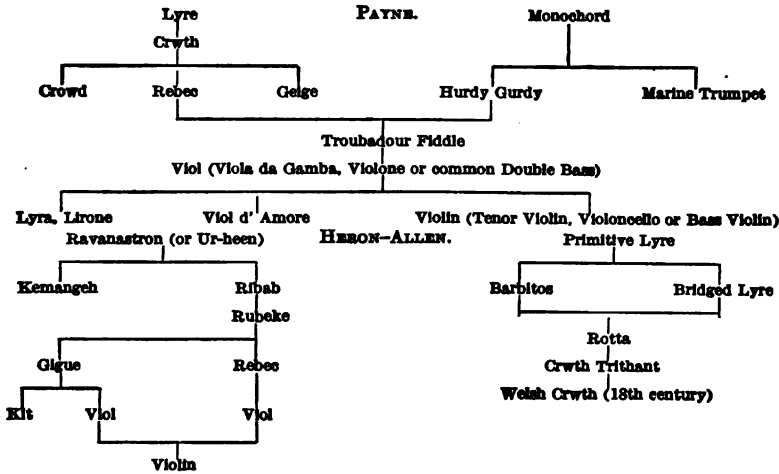 PAYNE.
Lyre
Monochord
Crwth
Crowd Rebec Geige Hurdy Gurdy Marine Trumpet
Troubadour Fiddle
Viol (Viola da Gamba, Violone or common Double Bass)
Lyra, Lirone Viol d' Amore Violin (Tenor Violin, Violoncello or Bass Violin)
HERON-ALLEN.
Ravanastron (or Ur-heen) Primitive Lyre
Kemangeh Ribab Barbitos Bridged Lyre
Rubeke
Rotta
Gigue Rebec Crwth Trithant
Kit Viol Viol Welsh Crwth (18th century)
Violin